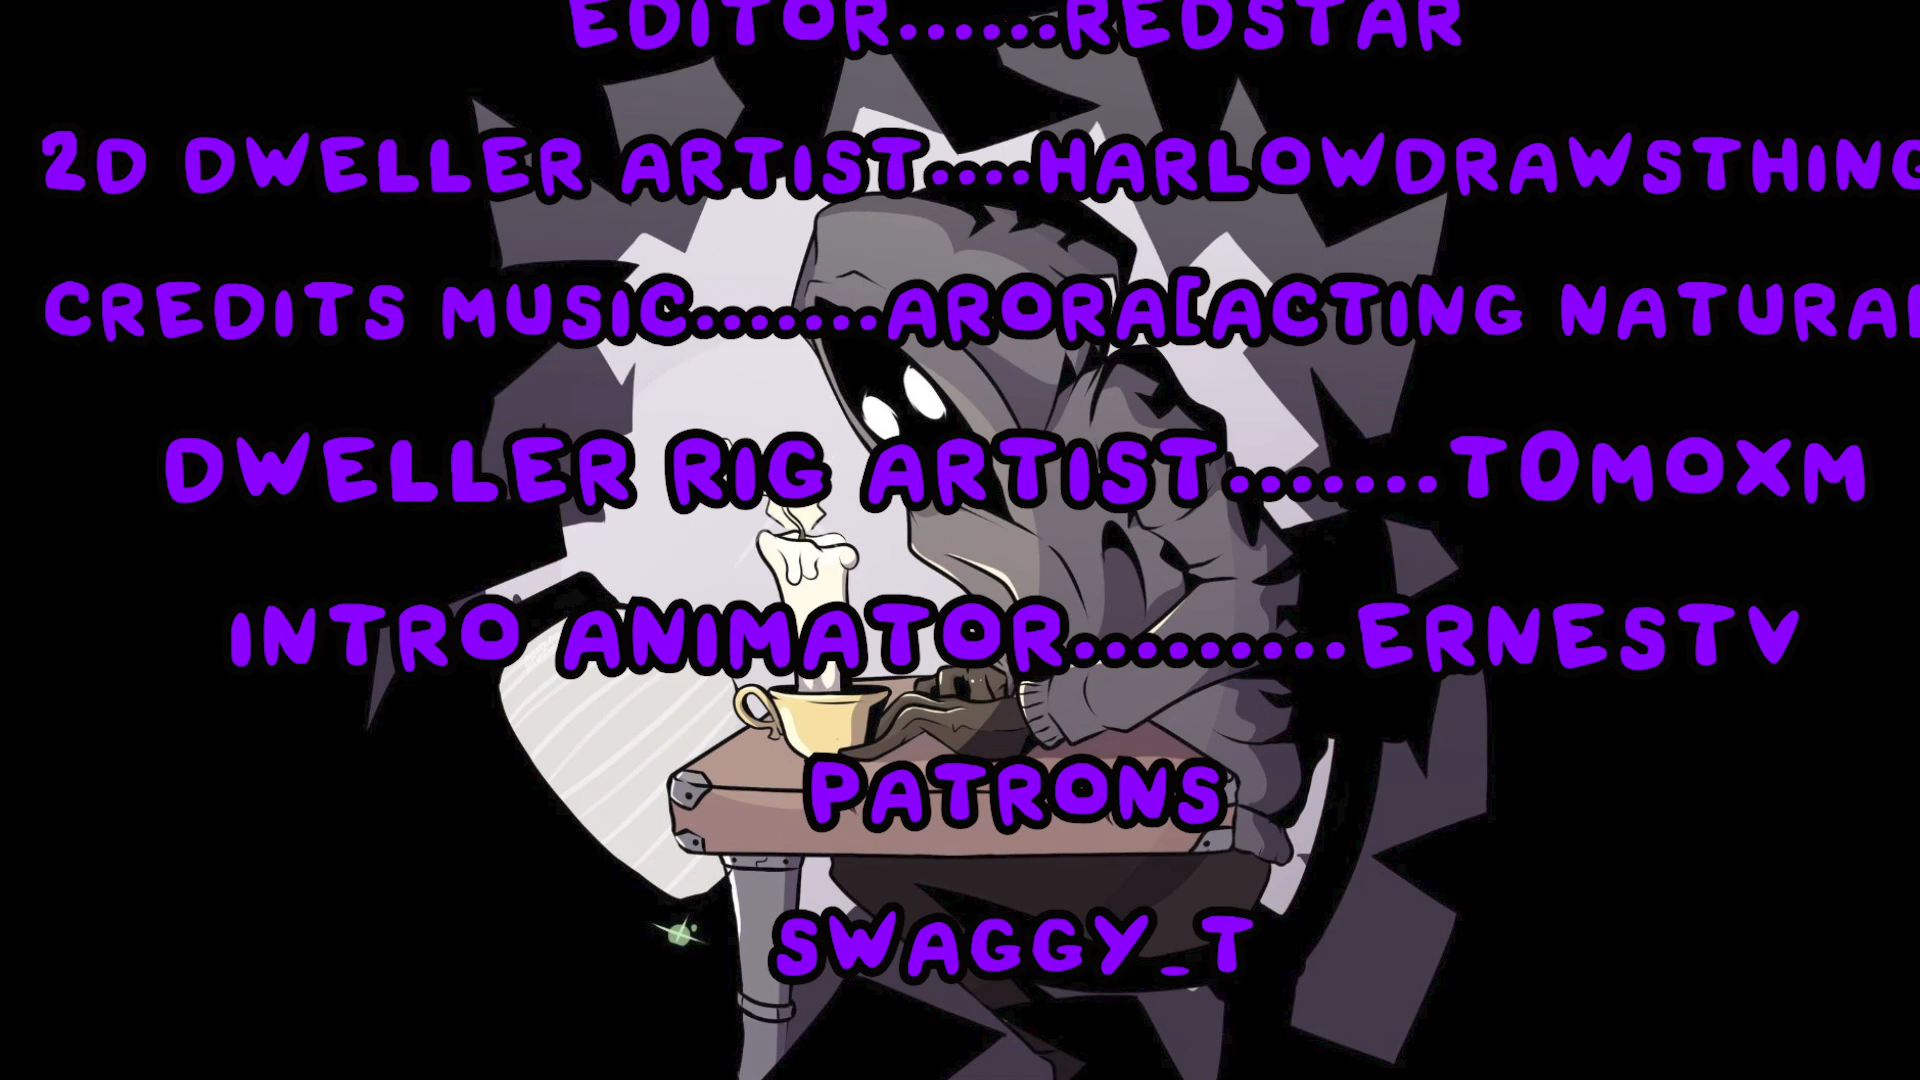 EDITOR......REDSTAR
2D DWELLER ARTIST....HARLOWDRAWSTHING
CREDITS MUSIC.......ARORA[ACTING NATURAL
DWELLER RIG ARTIST.......TOMOXM
INTRO ANIMATOR.........ERNESTV
PATRONS
SWAGGY_T